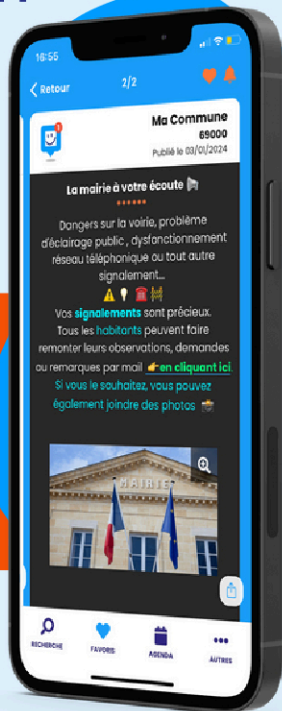 16:55
Retour
2/2
Ma Commune
69000
Publié le 03/01/2024
La mairie à votre écoute
Dangers sur la voirie, problème
d'éclairage public, dysfonctionnement
réseau téléphonique ou tout autre
signalement...
Vos signalements sont précieux.
Tous les habitants peuvent faire
remonter leurs observations, demandes
ou remarques par mail en cliquant ici.
Si vous le souhaitez, vous pouvez
également joindre des photos
MAIRIE
RECHERCHE
FAVORIS
AGENDA
AUTRES